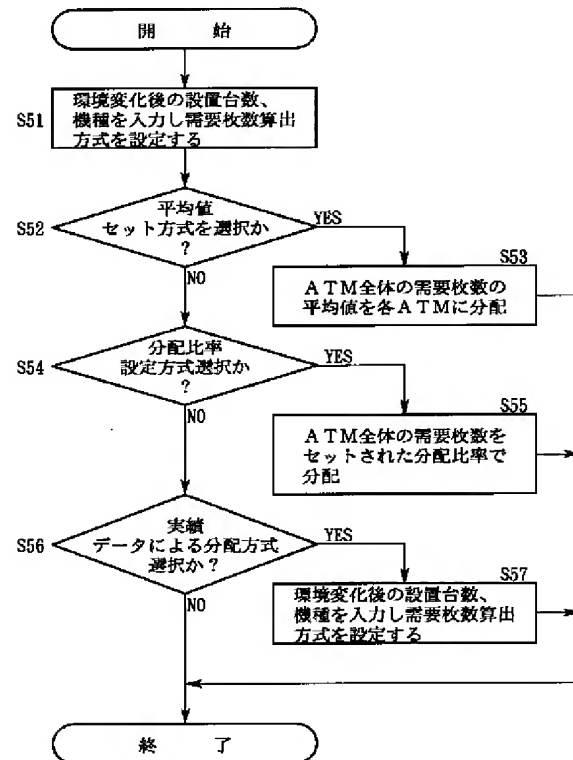 開 始
S51
環境変化後の設置台数、
機種を入力し需要枚数算出
方式を設定する
S52
平均値
セット方式を選択か
?
YES
NO
S53
ATM全体の需要枚数の
平均値を各ATMに分配
S54
分配比率
設定方式選択か
?
YES
NO
S55
ATM全体の需要枚数を
セットされた分配比率で
分配
S56
実績
データによる分配方式
選択か?
YES
NO
S57
環境変化後の設置台数、
機種を入力し需要枚数算出
方式を設定する
終 了